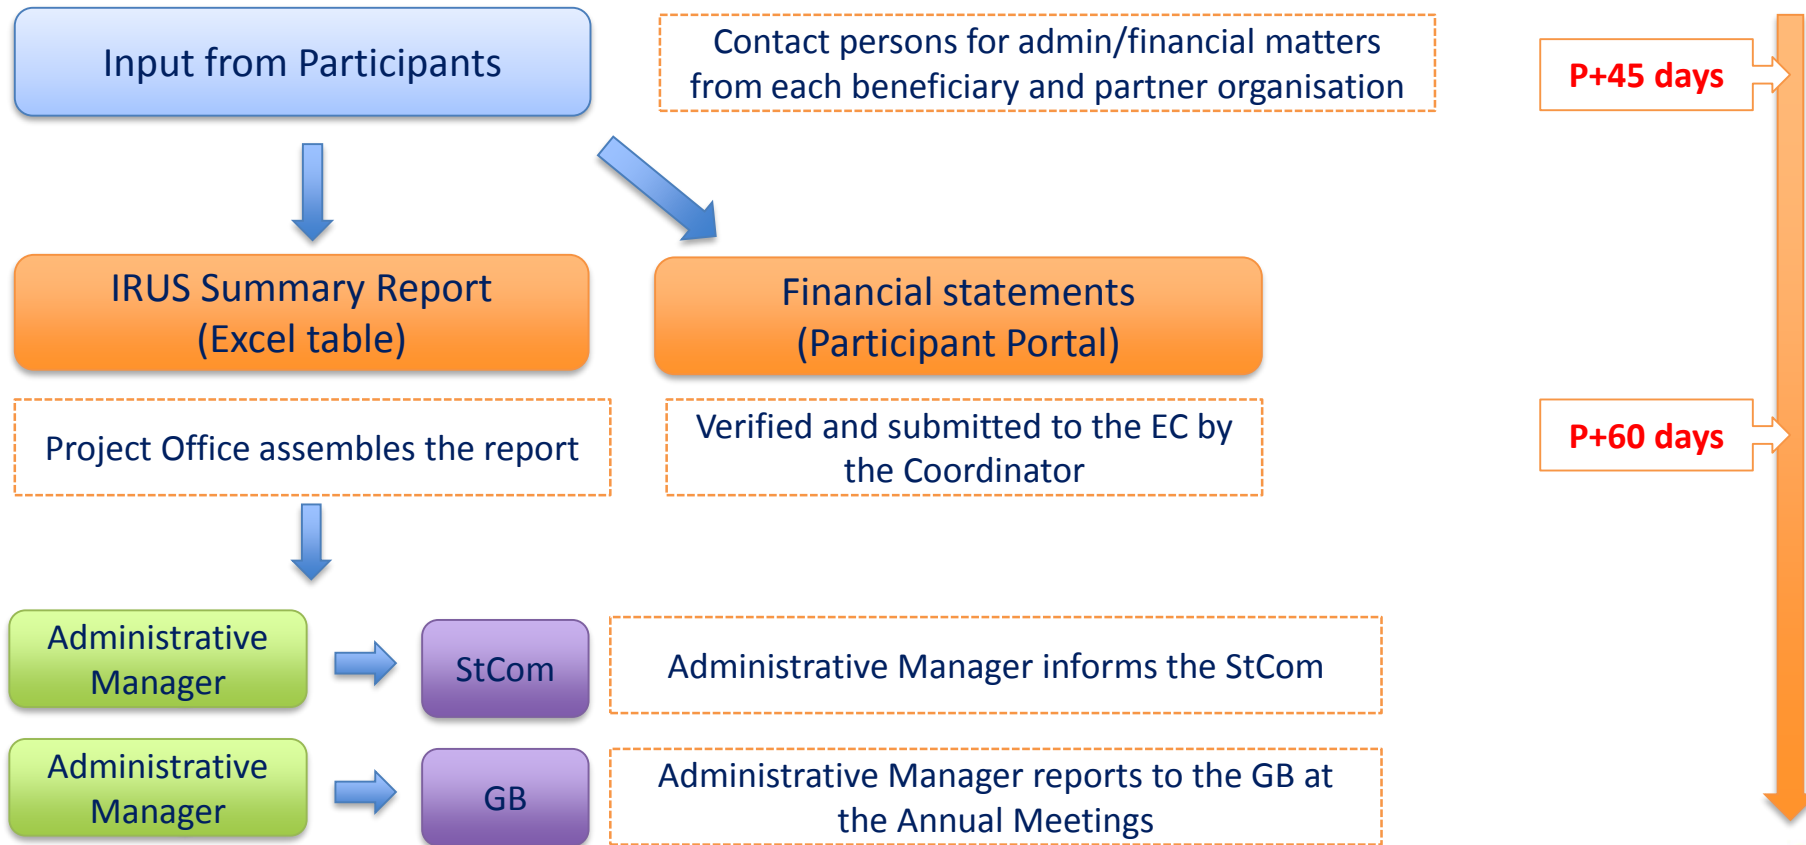 Input from Participants
Contact persons for admin/financial matters
from each beneficiary and partner organisation
P+45 days
IRUS Summary Report
(Excel table)
Financial statements
(Participant Portal)
Project Office assembles the report
Verified and submitted to the EC by
the Coordinator
P+60 days
Administrative
Manager
StCom
Administrative Manager informs the StCom
Administrative
Manager
GB
Administrative Manager reports to the GB at
the Annual Meetings